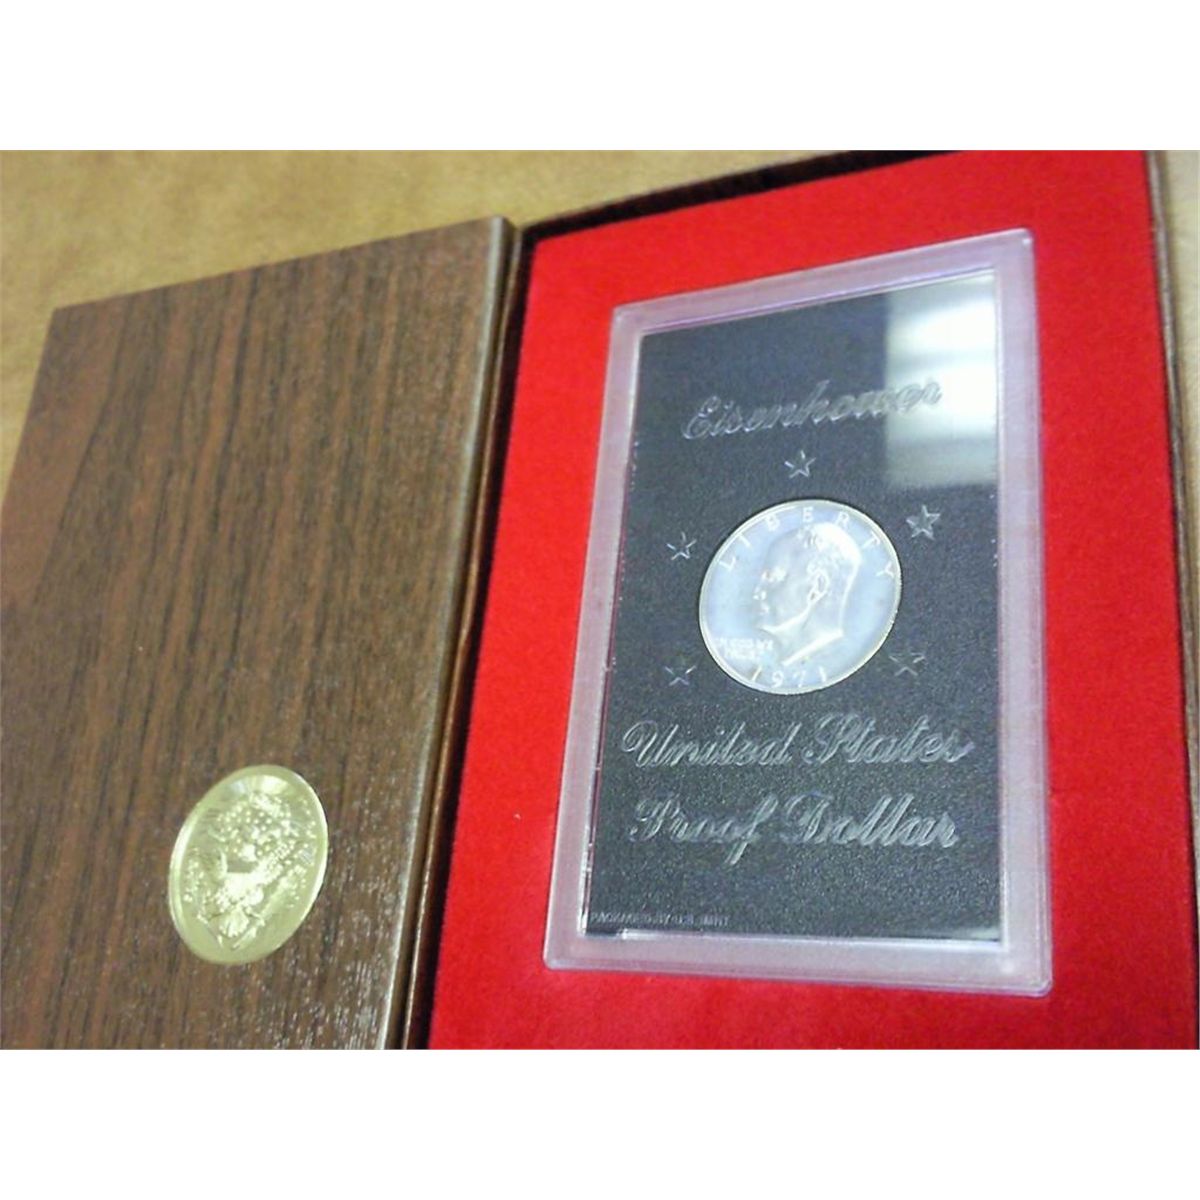 Eisenhower
LIBERTY
IN GOD WE
TRUST
1971
United States
Proof Dollar
PACKAGED BY U.S. MINT